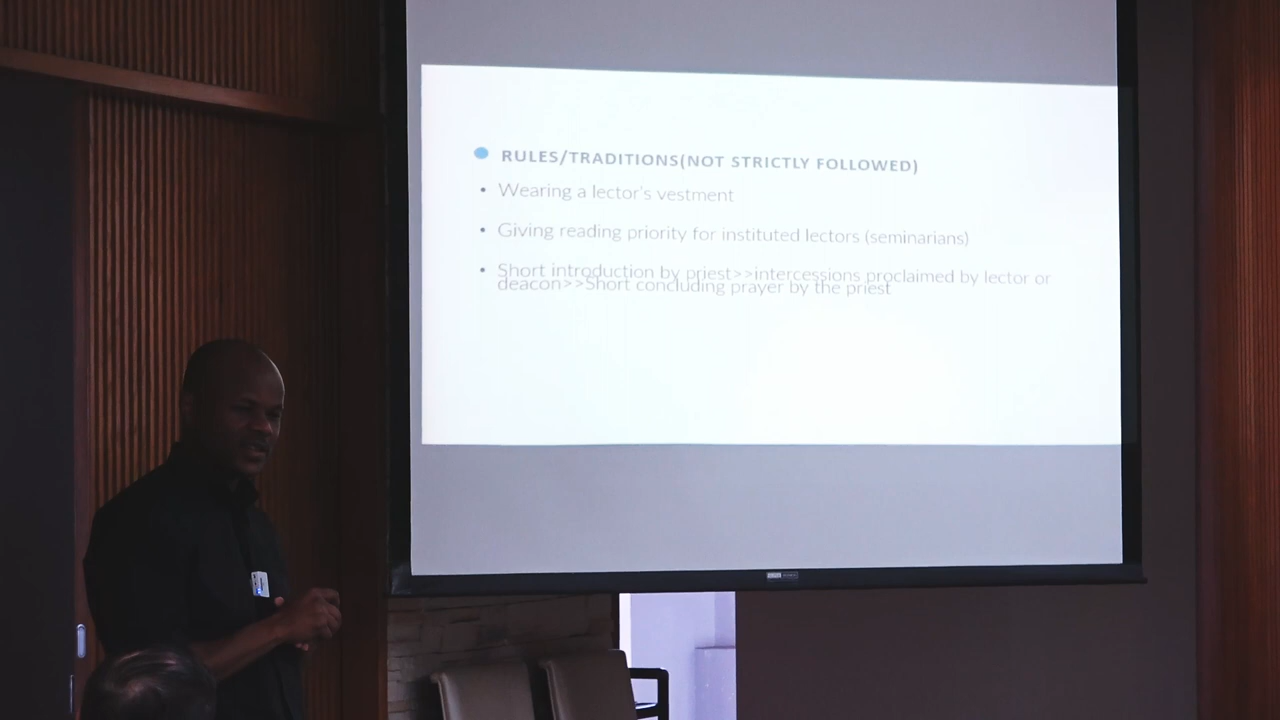 RULES/TRADITIONS(NOT STRICTLY FOLLOWED)
• Wearing a lector's vestment
• Giving reading priority for instituted lectors (seminarians)
• Short introduction by priest>>intercessions proclaimed by lector or
deacon>>Short concluding prayer by the priest